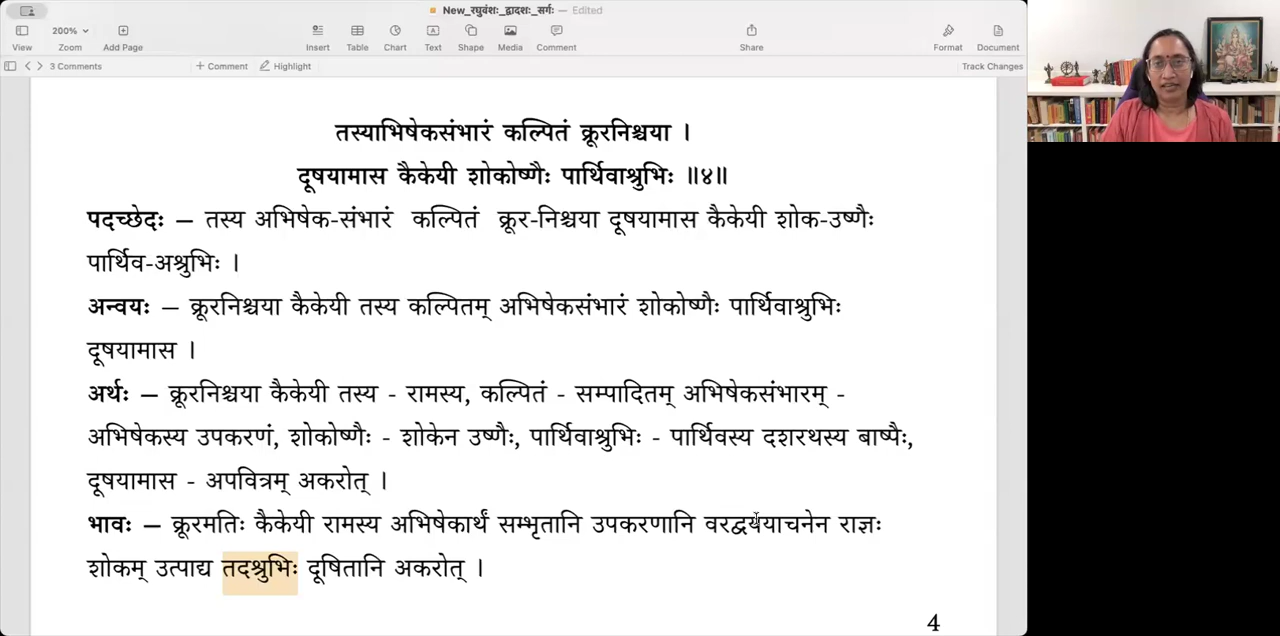 New_रघुवंशः_द्वादशः_सर्गः — Edited
200%
View Zoom Add Page Insert Table Chart Text Shape Media Comment Share Format Document
3 Comments + Comment Highlight Track Changes
तस्याभिषेकसंभारं कल्पितं क्रूरनिश्चया ।
दूषयामास कैकेयी शोकोष्णैः पार्थिवाश्रुभिः ॥४॥
पदच्छेदः — तस्य अभिषेक-संभारं कल्पितं क्रूर-निश्चया दूषयामास कैकेयी शोक-उष्णैः
पार्थिव-अश्रुभिः ।
अन्वयः — क्रूरनिश्चया कैकेयी तस्य कल्पितम् अभिषेकसंभारं शोकोष्णैः पार्थिवाश्रुभिः
दूषयामास ।
अर्थः — क्रूरनिश्चया कैकेयी तस्य - रामस्य, कल्पितं - सम्पादितम् अभिषेकसंभारम् -
अभिषेकस्य उपकरणं, शोकोष्णैः - शोकेन उष्णैः, पार्थिवाश्रुभिः - पार्थिवस्य दशरथस्य बाष्पैः,
दूषयामास - अपवित्रम् अकरोत् ।
भावः — क्रूरमतिः कैकेयी रामस्य अभिषेकार्थं सम्भृतानि उपकरणानि वरद्वययाचनेन राज्ञः
शोकम् उत्पाद्य तदश्रुभिः दूषितानि अकरोत् ।
4